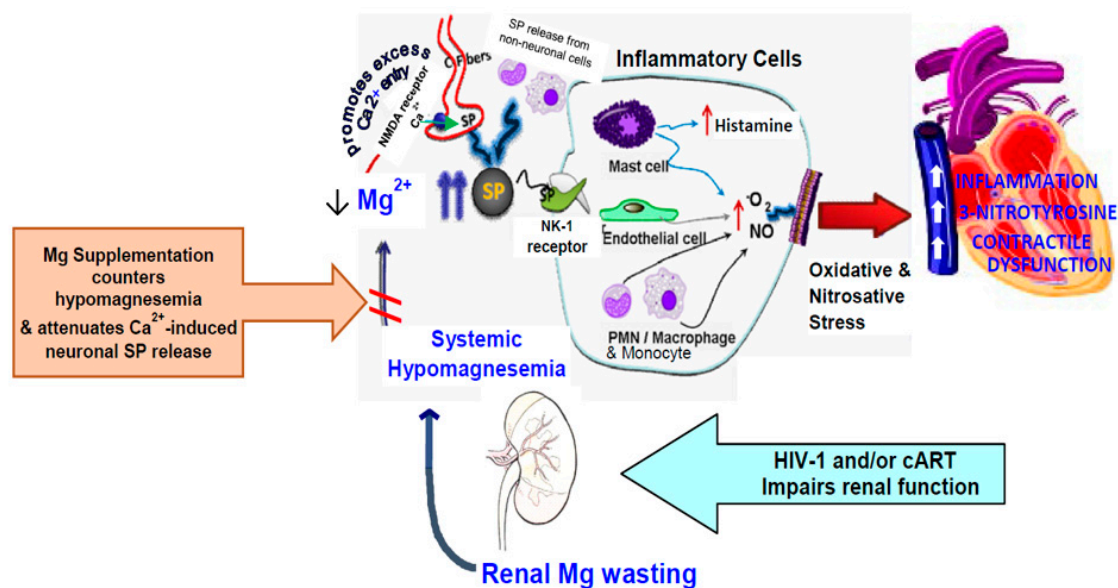 SP release from
non-neuronal cells
Promotes excess
Ca2+ entry
NMDA receptor
Ca2+
C Fibers
SP
Inflammatory Cells
Histamine
Mast cell
↓ Mg2+
SP
SP
NK-1
receptor
Endothelial cell
·O2
NO
PMN / Macrophage
& Monocyte
Oxidative &
Nitrosative
Stress
INFLAMMATION
3-NITROTYROSINE
CONTRACTILE
DYSFUNCTION
Mg Supplementation
counters
hypomagnesemia
& attenuates Ca2+-induced
neuronal SP release
Systemic
Hypomagnesemia
HIV-1 and/or cART
Impairs renal function
Renal Mg wasting